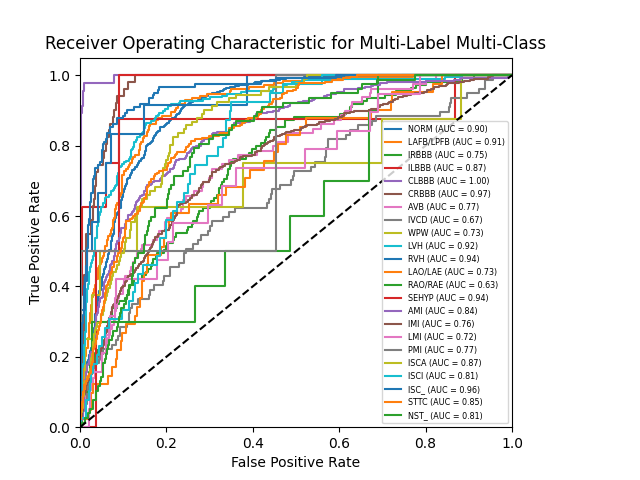 Receiver Operating Characteristic for Multi-Label Multi-Class
1.0
0.8
0.6
0.4
0.2
0.0
True Positive Rate
NORM (AUC = 0.90)
LAFB/LPFB (AUC = 0.91)
IRBBB (AUC = 0.75)
ILBBB (AUC = 0.87)
CLBBB (AUC = 1.00)
CRBBB (AUC = 0.97)
AVB (AUC = 0.77)
IVCD (AUC = 0.67)
WPW (AUC = 0.73)
LVH (AUC = 0.92)
RVH (AUC = 0.94)
LAO/LAE (AUC = 0.73)
RAO/RAE (AUC = 0.63)
SEHYP (AUC = 0.94)
AMI (AUC = 0.84)
IMI (AUC = 0.76)
LMI (AUC = 0.72)
PMI (AUC = 0.77)
ISCA (AUC = 0.87)
ISCI (AUC = 0.81)
ISC_ (AUC = 0.96)
STTC (AUC = 0.85)
NST_ (AUC = 0.81)
0.0 0.2 0.4 0.6 0.8 1.0
False Positive Rate